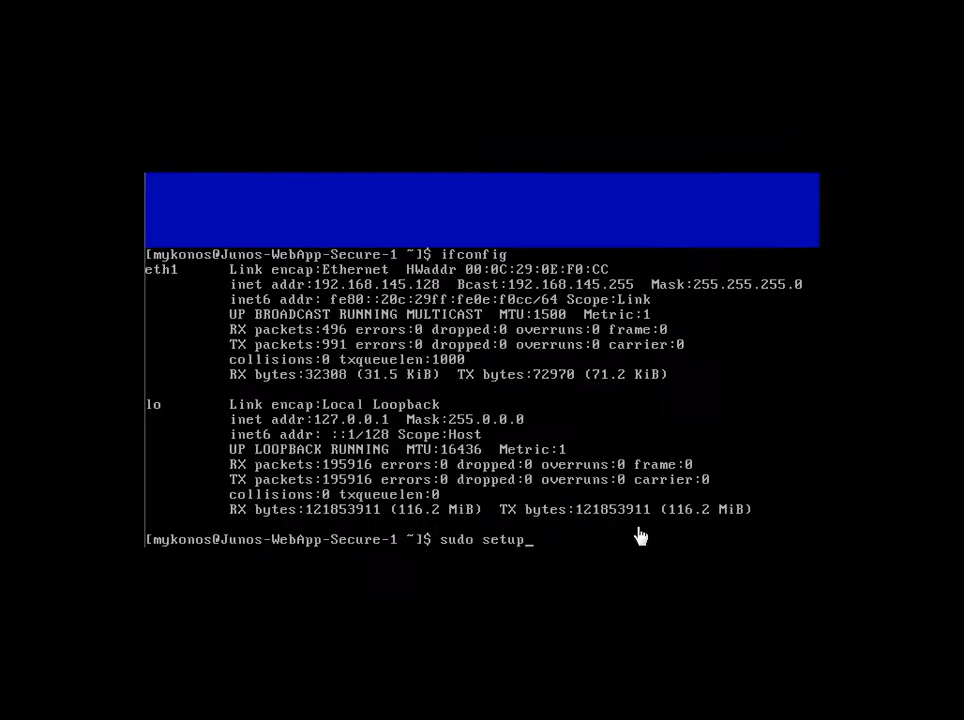 [mykonos@Junos-WebApp-Secure-1 ~]$ ifconfig
eth1 Link encap:Ethernet HWaddr 00:0C:29:0E:F0:CC
inet addr:192.168.145.128 Bcast:192.168.145.255 Mask:255.255.255.0
inet6 addr: fe80::20c:29ff:fe0e:f0cc/64 Scope:Link
UP BROADCAST RUNNING MULTICAST MTU:1500 Metric:1
RX packets:496 errors:0 dropped:0 overruns:0 frame:0
TX packets:991 errors:0 dropped:0 overruns:0 carrier:0
collisions:0 txqueuelen:1000
RX bytes:32308 (31.5 KiB) TX bytes:72970 (71.2 KiB)
lo Link encap:Local Loopback
inet addr:127.0.0.1 Mask:255.0.0.0
inet6 addr: ::1/128 Scope:Host
UP LOOPBACK RUNNING MTU:16436 Metric:1
RX packets:195916 errors:0 dropped:0 overruns:0 frame:0
TX packets:195916 errors:0 dropped:0 overruns:0 carrier:0
collisions:0 txqueuelen:0
RX bytes:121853911 (116.2 MiB) TX bytes:121853911 (116.2 MiB)
[mykonos@Junos-WebApp-Secure-1 ~]$ sudo setup_